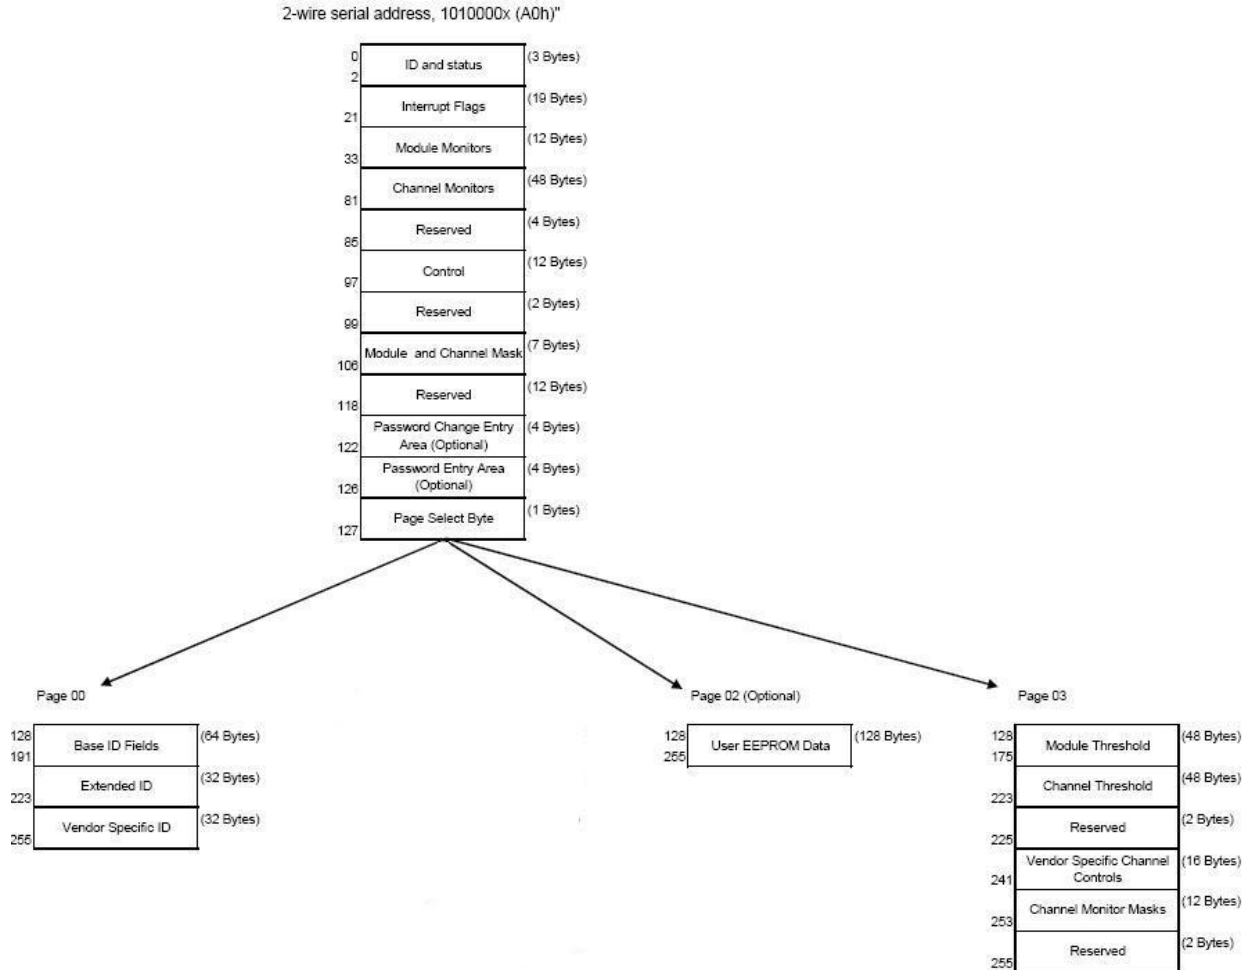 2-wire serial address, 1010000x (A0h)"
0
2
ID and status
(3 Bytes)
21
Interrupt Flags
(19 Bytes)
33
Module Monitors
(12 Bytes)
81
Channel Monitors
(48 Bytes)
85
Reserved
(4 Bytes)
97
Control
(12 Bytes)
99
Reserved
(2 Bytes)
106
Module and Channel Mask
(7 Bytes)
118
Reserved
(12 Bytes)
122
Password Change Entry
Area (Optional)
(4 Bytes)
126
Password Entry Area
(Optional)
(4 Bytes)
127
Page Select Byte
(1 Bytes)
Page 00
128
191
Base ID Fields
(64 Bytes)
223
Extended ID
(32 Bytes)
255
Vendor Specific ID
(32 Bytes)
Page 02 (Optional)
128
255
User EEPROM Data
(128 Bytes)
Page 03
128
175
Module Threshold
(48 Bytes)
223
Channel Threshold
(48 Bytes)
225
Reserved
(2 Bytes)
241
Vendor Specific Channel
Controls
(16 Bytes)
253
Channel Monitor Masks
(12 Bytes)
255
Reserved
(2 Bytes)